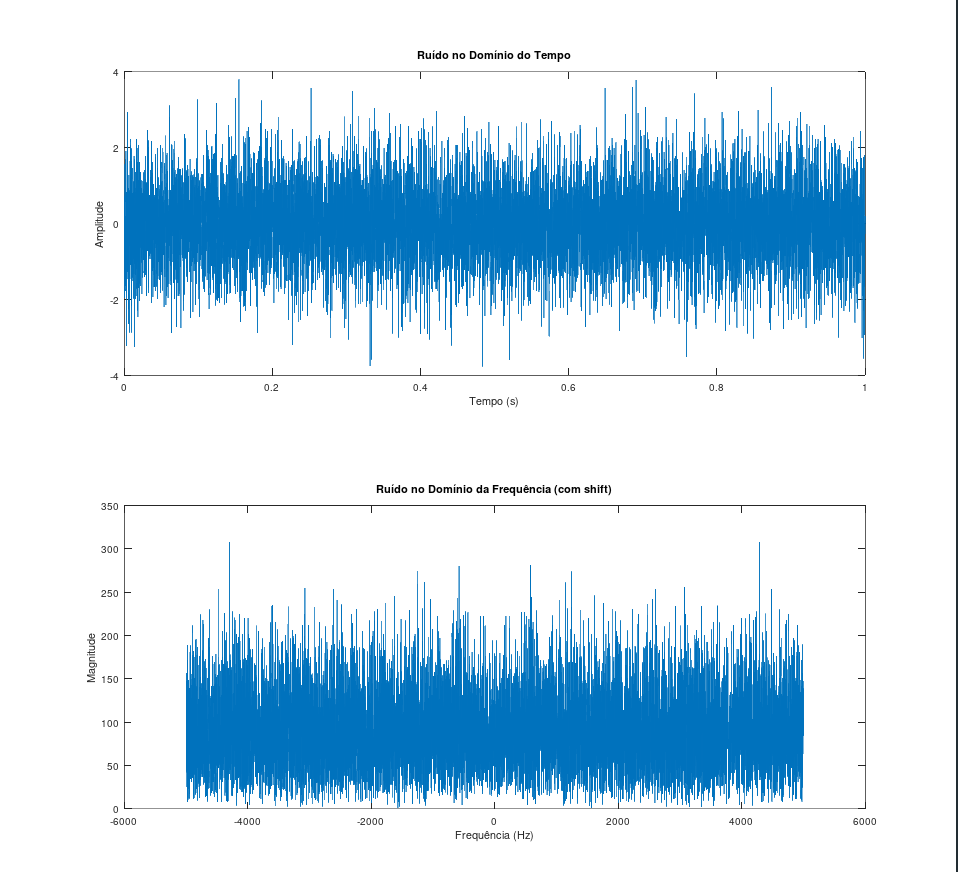 Ruído no Domínio do Tempo
4
2
0
-2
-4
Amplitude
0 0.2 0.4 0.6 0.8 1
Tempo (s)
Ruído no Domínio da Frequência (com shift)
350
300
250
200
150
100
50
0
Magnitude
-6000 -4000 -2000 0 2000 4000 6000
Frequência (Hz)